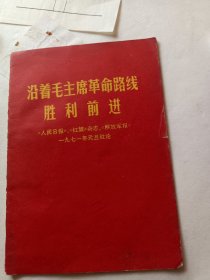 沿着毛主席革命路线
胜利前进
《人民日报》、《红旗》杂志、《解放军报》
一九七一年元旦社论